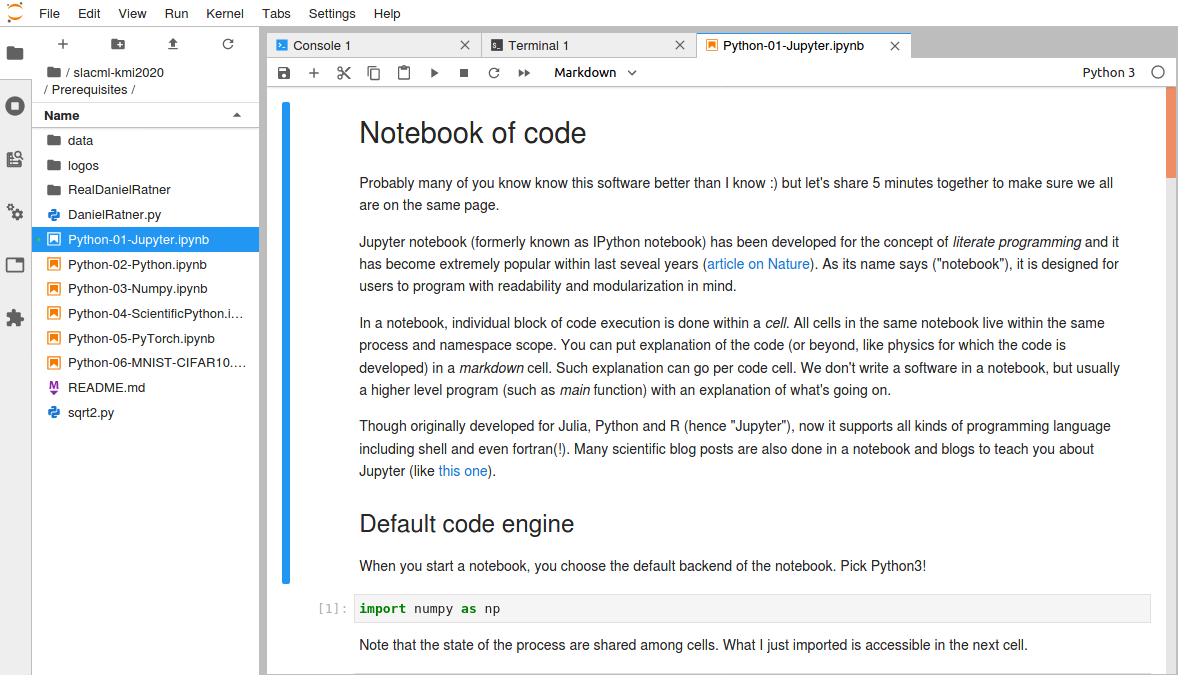 File Edit View Run Kernel Tabs Settings Help
/ slacml-kmi2020
/ Prerequisites /
Name
data
logos
RealDanielRatner
DanielRatner.py
Python-01-Jupyter.ipynb
Python-02-Python.ipynb
Python-03-Numpy.ipynb
Python-04-ScientificPython.i…
Python-05-PyTorch.ipynb
Python-06-MNIST-CIFAR10.…
README.md
sqrt2.py
Console 1
Terminal 1
Python-01-Jupyter.ipynb
Markdown
Python 3
Notebook of code
Probably many of you know know this software better than I know :) but let's share 5 minutes together to make sure we all
are on the same page.
Jupyter notebook (formerly known as IPython notebook) has been developed for the concept of literate programming and it
has become extremely popular within last seveal years (article on Nature). As its name says ("notebook"), it is designed for
users to program with readability and modularization in mind.
In a notebook, individual block of code execution is done within a cell. All cells in the same notebook live within the same
process and namespace scope. You can put explanation of the code (or beyond, like physics for which the code is
developed) in a markdown cell. Such explanation can go per code cell. We don't write a software in a notebook, but usually
a higher level program (such as main function) with an explanation of what's going on.
Though originally developed for Julia, Python and R (hence "Jupyter"), now it supports all kinds of programming language
including shell and even fortran(!). Many scientific blog posts are also done in a notebook and blogs to teach you about
Jupyter (like this one).
Default code engine
When you start a notebook, you choose the default backend of the notebook. Pick Python3!
[1]: import numpy as np
Note that the state of the process are shared among cells. What I just imported is accessible in the next cell.